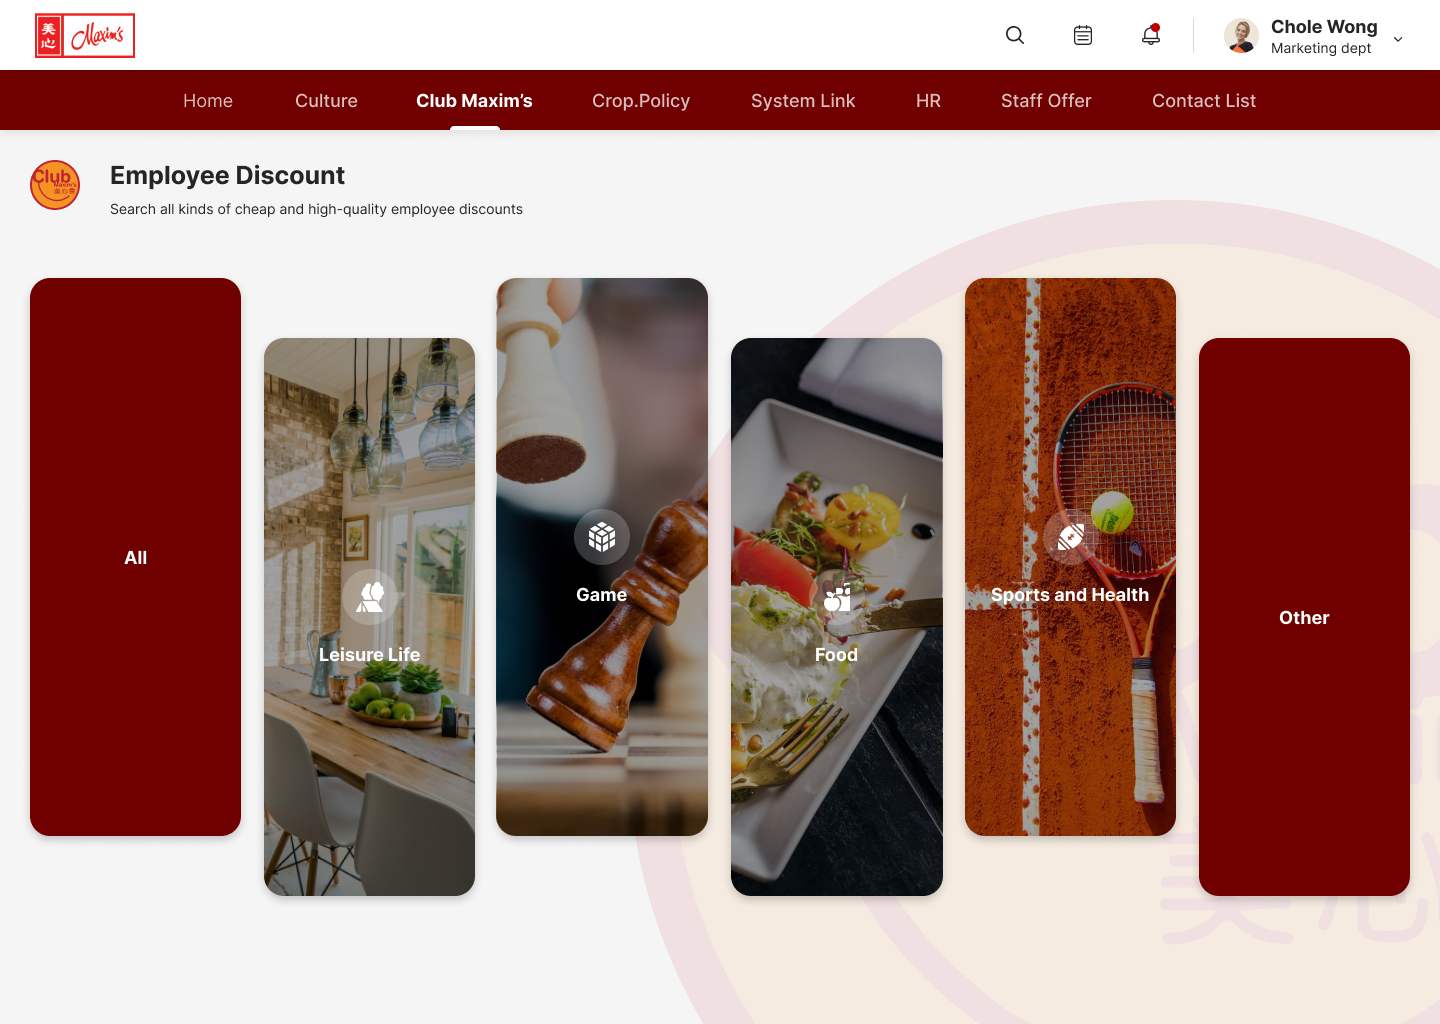 美心
Maxim's
Chole Wong
Marketing dept
Home
Culture
Club Maxim’s
Crop.Policy
System Link
HR
Staff Offer
Contact List
Club
Maxim's
美心會
Employee Discount
Search all kinds of cheap and high-quality employee discounts
All
Leisure Life
Game
Food
Sports and Health
Other
美心